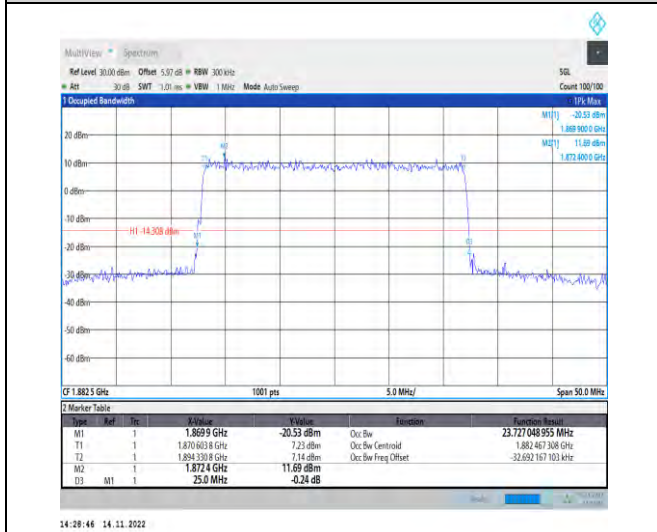 MultiView Spectrum
Ref Level 30.00 dBm Offset 5.97 dB RBW 300 kHz SGL
Att 30 dB SWT 1.01 ms VBW 1 MHz Mode Auto Sweep Count 100/100
1 Occupied Bandwidth 1Pk Max
M1[1] -20.53 dBm
1.869 900 0 GHz
M2[1] 11.69 dBm
1.872 400 0 GHz
20 dBm
M2
T1
10 dBm
0 dBm
-10 dBm
H1 -14.308 dBm
M1
-20 dBm
-30 dBm
-40 dBm
-50 dBm
-60 dBm
CF 1.882 5 GHz 1001 pts 5.0 MHz/ Span 50.0 MHz
2 Marker Table
Type Ref Trc X-Value Y-Value Function Function Result
M1 1 1.869 9 GHz -20.53 dBm Occ Bw 23.727 048 955 MHz
T1 1 1.870 603 8 GHz 7.23 dBm Occ Bw Centroid 1.882 467 308 GHz
T2 1 1.894 330 8 GHz 7.14 dBm Occ Bw Freq Offset -32.692 167 103 kHz
M2 1 1.872 4 GHz 11.69 dBm
D3 M1 1 25.0 MHz -0.24 dB
14:28:46 14.11.2022